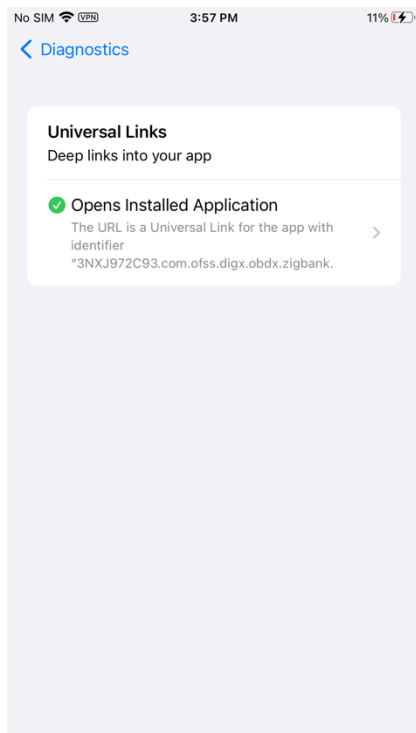 No SIM VPN 3:57 PM 11%
Diagnostics
Universal Links
Deep links into your app
Opens Installed Application
The URL is a Universal Link for the app with
identifier
“3NXJ972C93.com.ofss.digx.obdx.zigbank.